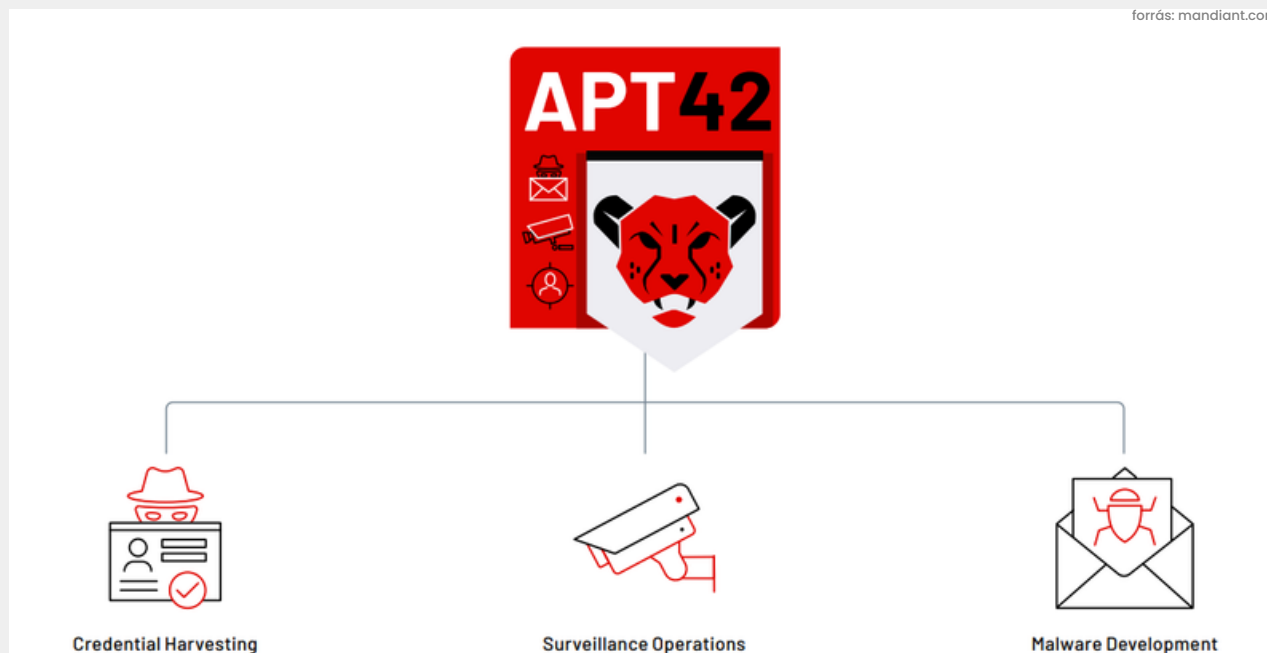 forrás: mandiant.co
APT42
Credential Harvesting
Surveillance Operations
Malware Development